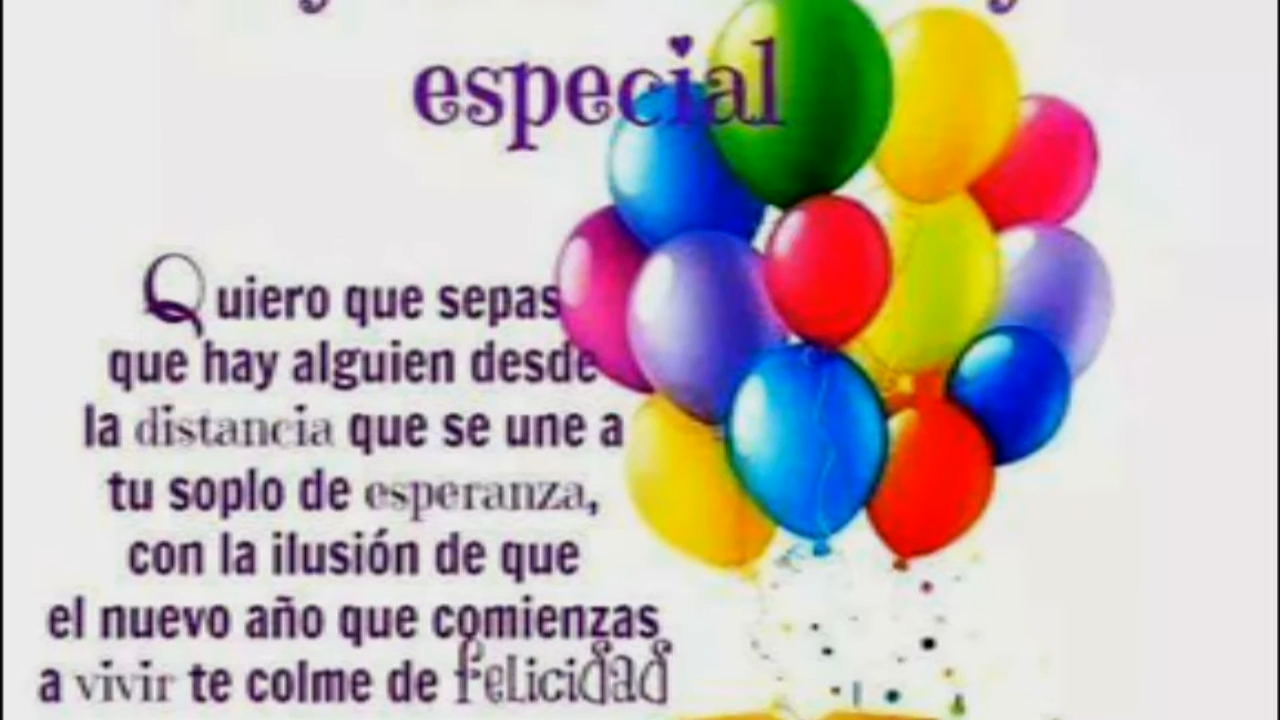 especial
Quiero que sepas
que hay alguien desde
la distancia que se une a
tu soplo de esperanza,
con la ilusión de que
el nuevo año que comienzas
a vivir te colme de felicidad